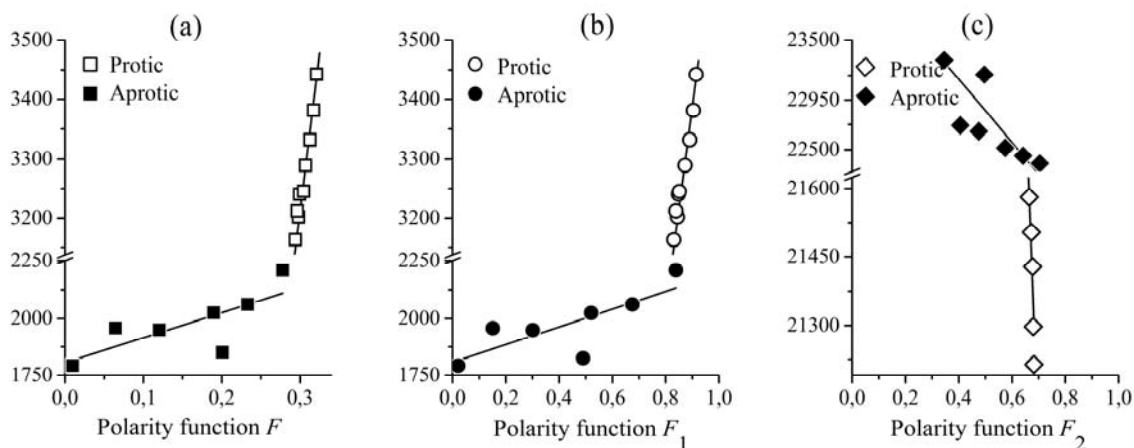 (a)
3500
3400
3300
3200
2250
2000
1750
Protic
Aprotic
0,0 0,1 0,2 0,3
Polarity function F
(b)
3500
3400
3300
3200
2250
2000
1750
Protic
Aprotic
0,0 0,2 0,4 0,6 0,8 1,0
Polarity function F1
(c)
23500
22950
22500
21600
21450
21300
Protic
Aprotic
0,0 0,2 0,4 0,6 0,8 1,0
Polarity function F2